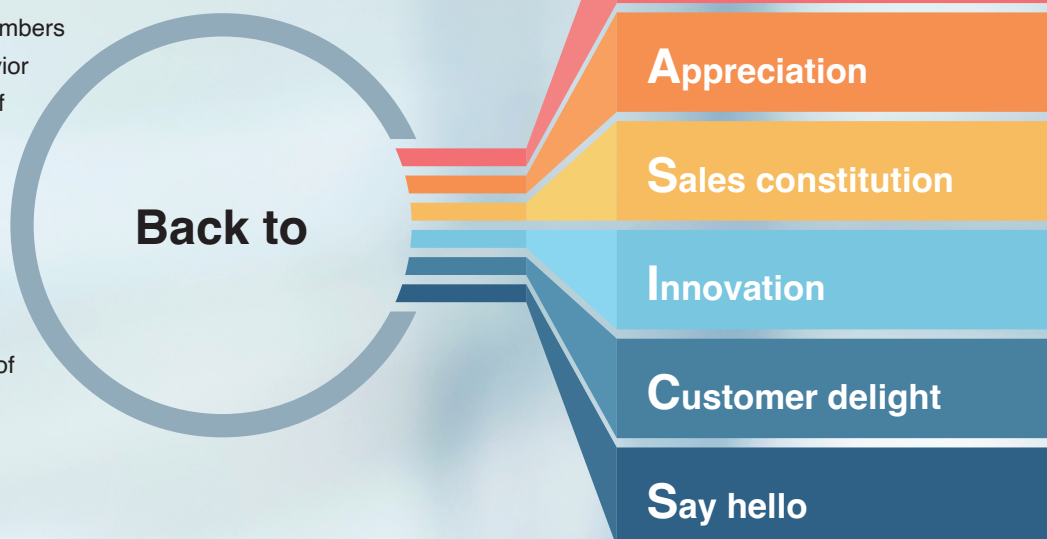 mbers
vior
f
of
Back to
Appreciation
Sales constitution
Innovation
Customer delight
Say hello